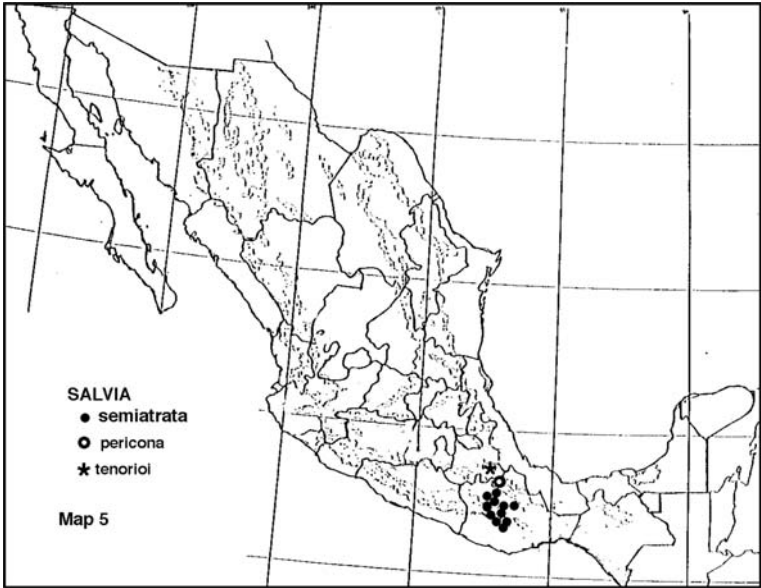 SALVIA
● semiatrata
○ pericona
* tenorioi
Map 5